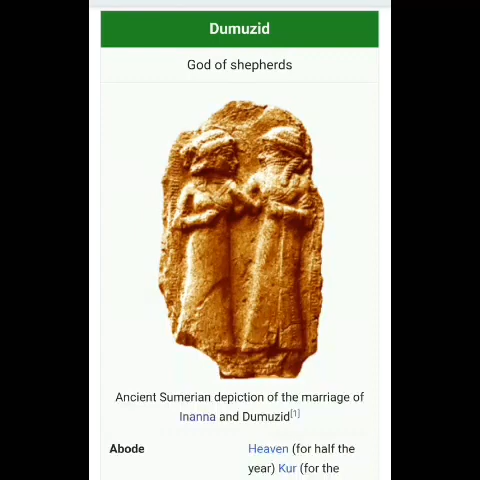 Dumuzid
God of shepherds
Ancient Sumerian depiction of the marriage of
Inanna and Dumuzid[1]
Abode Heaven (for half the
year) Kur (for the